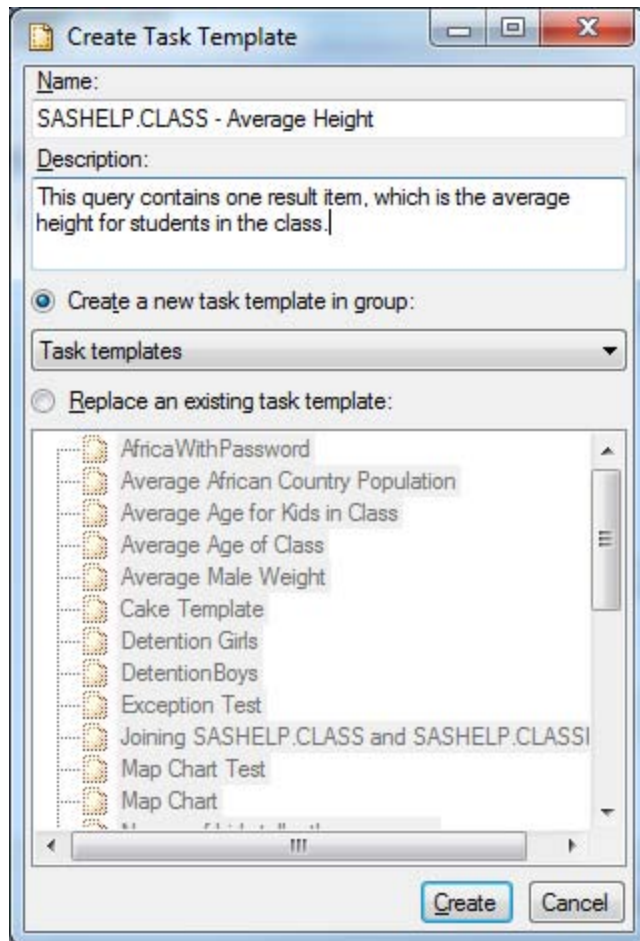 Create Task Template
Name:
SASHELP.CLASS - Average Height
Description:
This query contains one result item, which is the average
height for students in the class.
Create a new task template in group:
Task templates
Replace an existing task template:
AfricaWithPassword
Average African Country Population
Average Age for Kids in Class
Average Age of Class
Average Male Weight
Cake Template
Detention Girls
DetentionBoys
Exception Test
Joining SASHELP.CLASS and SASHELP.CLASSI
Map Chart Test
Map Chart
Create Cancel